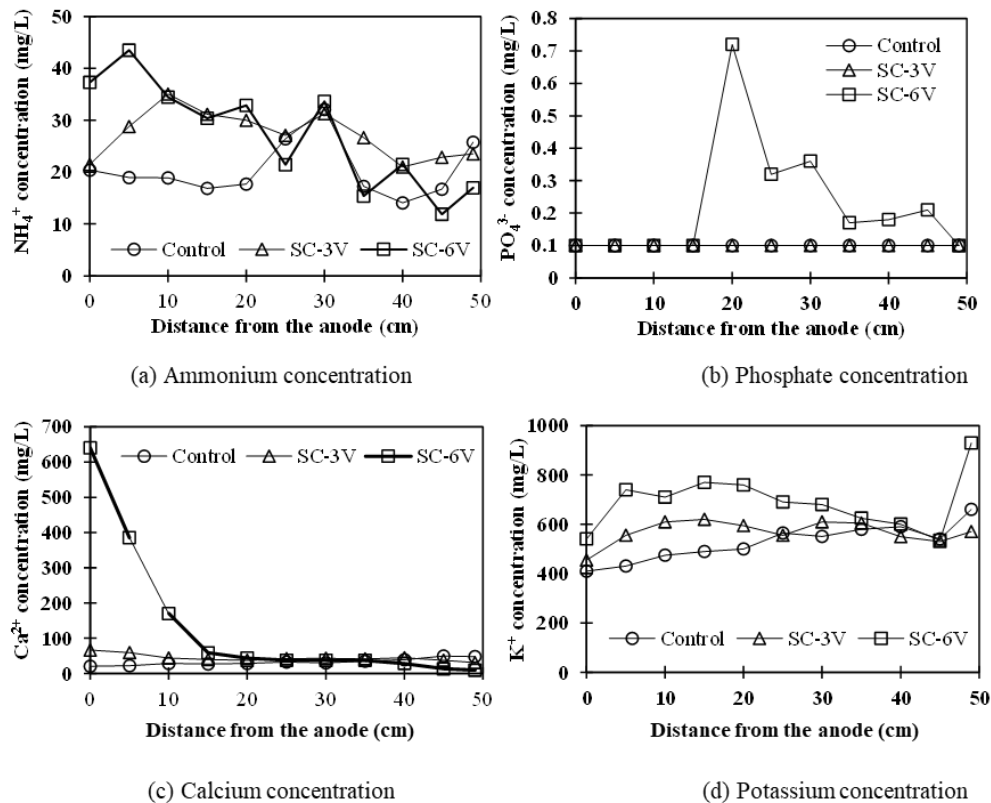 NH₄⁺ concentration (mg/L)
50
40
30
20
10
0
Control
SC-3V
SC-6V
0
10
20
30
40
50
Distance from the anode (cm)
(a) Ammonium concentration
PO₄³⁻ concentration (mg/L)
0.8
0.7
0.6
0.5
0.4
0.3
0.2
0.1
0
Control
SC-3V
SC-6V
0
10
20
30
40
50
Distance from the anode (cm)
(b) Phosphate concentration
Ca²⁺ concentration (mg/L)
700
600
500
400
300
200
100
0
Control
SC-3V
SC-6V
0
10
20
30
40
50
Distance from the anode (cm)
(c) Calcium concentration
K⁺ concentration (mg/L)
1000
800
600
400
200
0
Control
SC-3V
SC-6V
0
10
20
30
40
50
Distance from the anode (cm)
(d) Potassium concentration